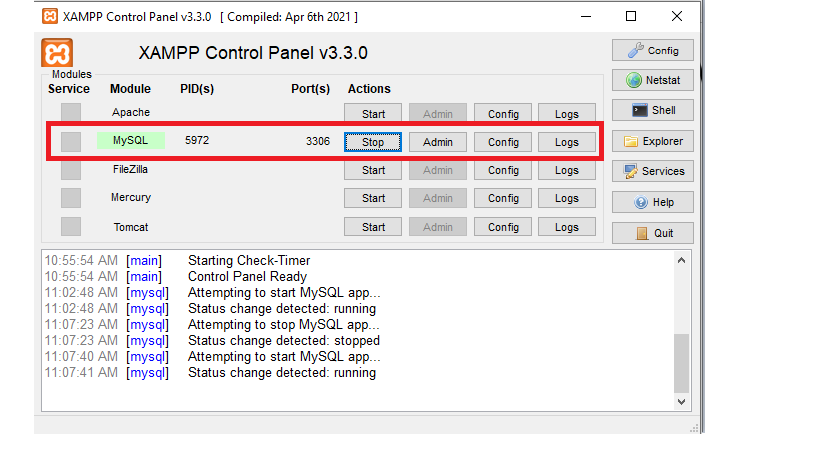 XAMPP Control Panel v3.3.0 [ Compiled: Apr 6th 2021 ]
XAMPP Control Panel v3.3.0
Config
Modules
Service Module PID(s) Port(s) Actions
Netstat
Apache Start Admin Config Logs
Shell
MySQL 5972 3306 Stop Admin Config Logs
Explorer
FileZilla Start Admin Config Logs
Services
Mercury Start Admin Config Logs
Help
Tomcat Start Admin Config Logs
Quit
10:55:54 AM [main] Starting Check-Timer
10:55:54 AM [main] Control Panel Ready
11:02:48 AM [mysql] Attempting to start MySQL app...
11:02:48 AM [mysql] Status change detected: running
11:07:23 AM [mysql] Attempting to stop MySQL app...
11:07:23 AM [mysql] Status change detected: stopped
11:07:40 AM [mysql] Attempting to start MySQL app...
11:07:41 AM [mysql] Status change detected: running